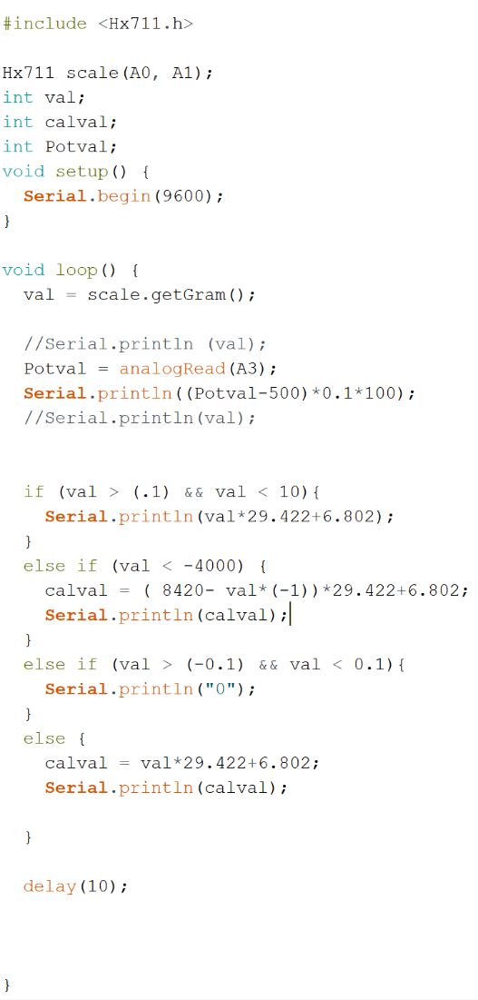 #include <Hx711.h>
Hx711 scale(A0, A1);
int val;
int calval;
int Potval;
void setup() {
Serial.begin(9600);
}
void loop() {
val = scale.getGram();
//Serial.println (val);
Potval = analogRead(A3);
Serial.println((Potval-500)*0.1*100);
//Serial.println(val);
if (val > (.1) && val < 10){
Serial.println(val*29.422+6.802);
}
else if (val < -4000) {
calval = ( 8420- val*(-1))*29.422+6.802;
Serial.println(calval);
}
else if (val > (-0.1) && val < 0.1){
Serial.println("0");
}
else {
calval = val*29.422+6.802;
Serial.println(calval);
}
delay(10);
}